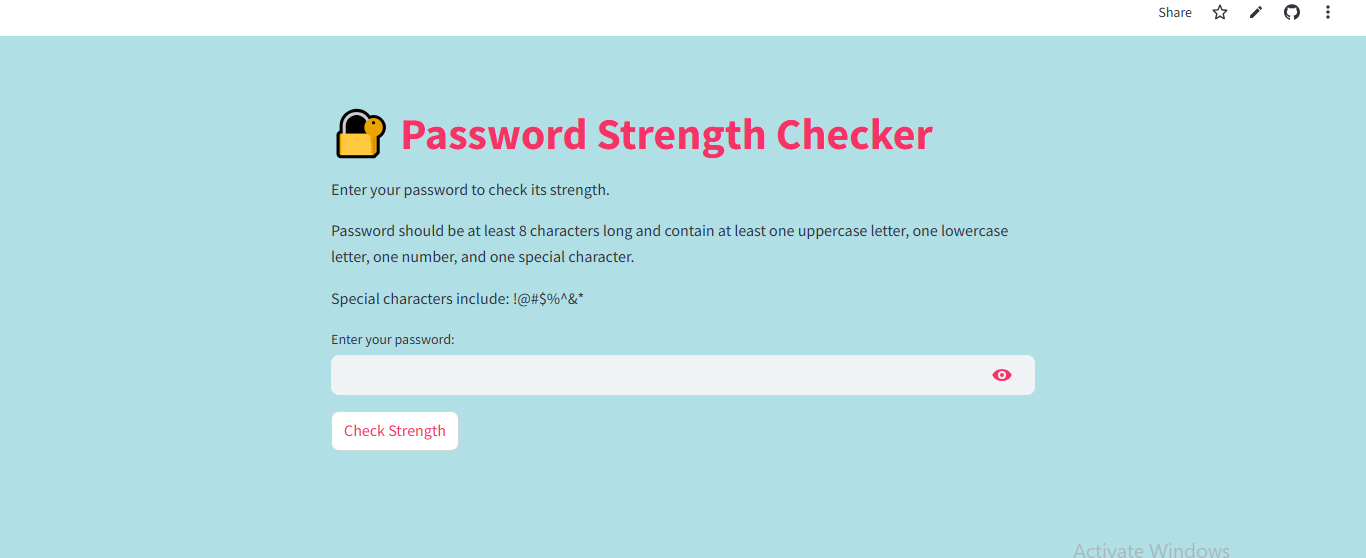 Share
Password Strength Checker
Enter your password to check its strength.
Password should be at least 8 characters long and contain at least one uppercase letter, one lowercase
letter, one number, and one special character.
Special characters include: !@#$%^&*
Enter your password:
Check Strength
Activate Windows